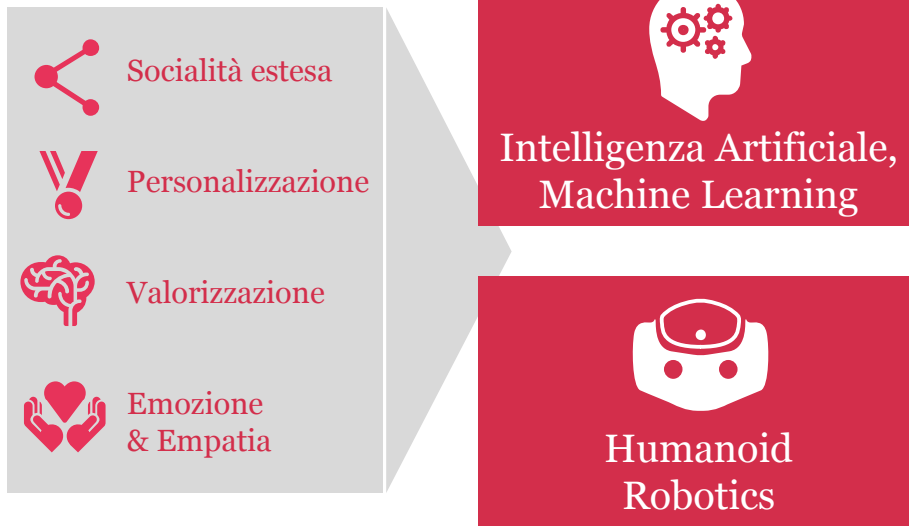 Socialità estesa
Personalizzazione
Valorizzazione
Emozione
& Empatia
Intelligenza Artificiale,
Machine Learning
Humanoid
Robotics